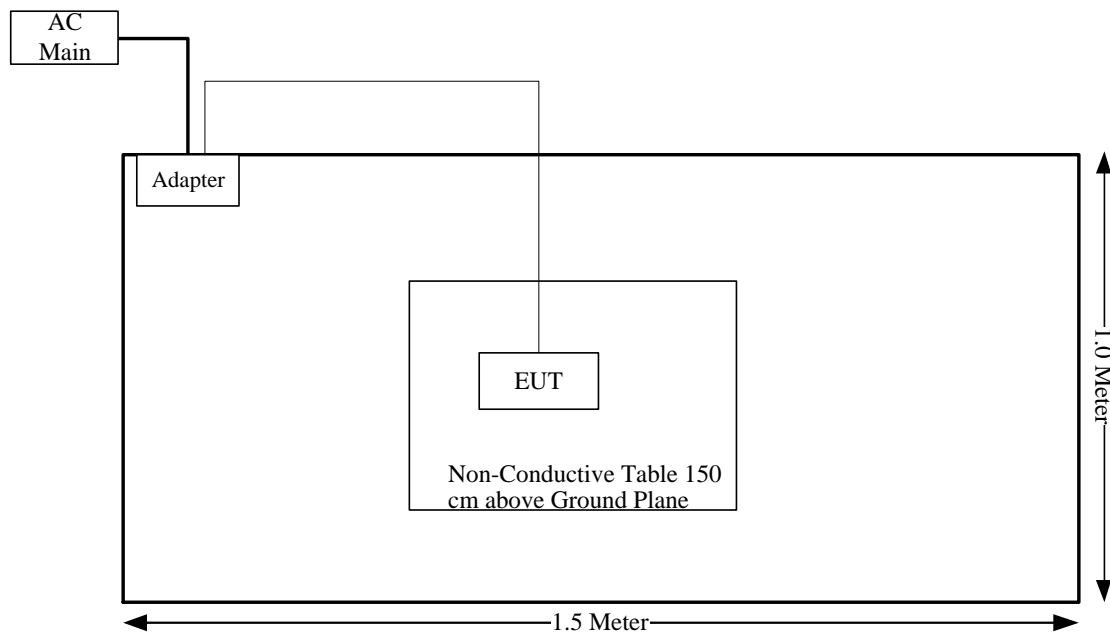 AC
Main
Adapter
EUT
Non-Conductive Table 150
cm above Ground Plane
1.0 Meter
1.5 Meter